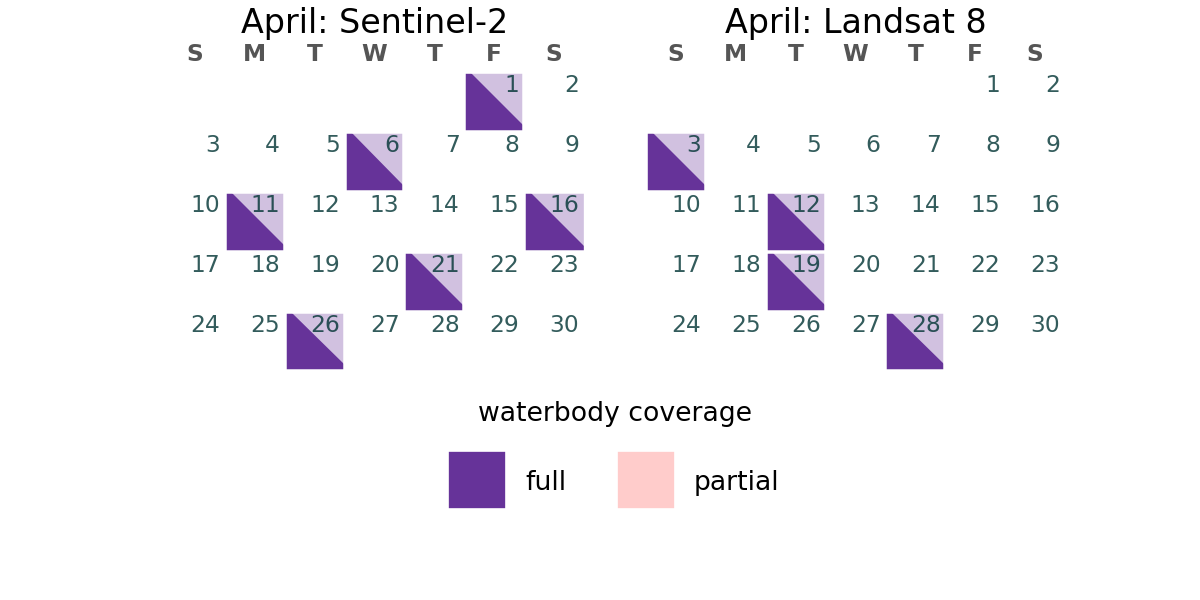 April: Sentinel-2
S M T W T F S
1 2
3 4 5 6 7 8 9
10 11 12 13 14 15 16
17 18 19 20 21 22 23
24 25 26 27 28 29 30
April: Landsat 8
S M T W T F S
1 2
3 4 5 6 7 8 9
10 11 12 13 14 15 16
17 18 19 20 21 22 23
24 25 26 27 28 29 30
waterbody coverage
full partial